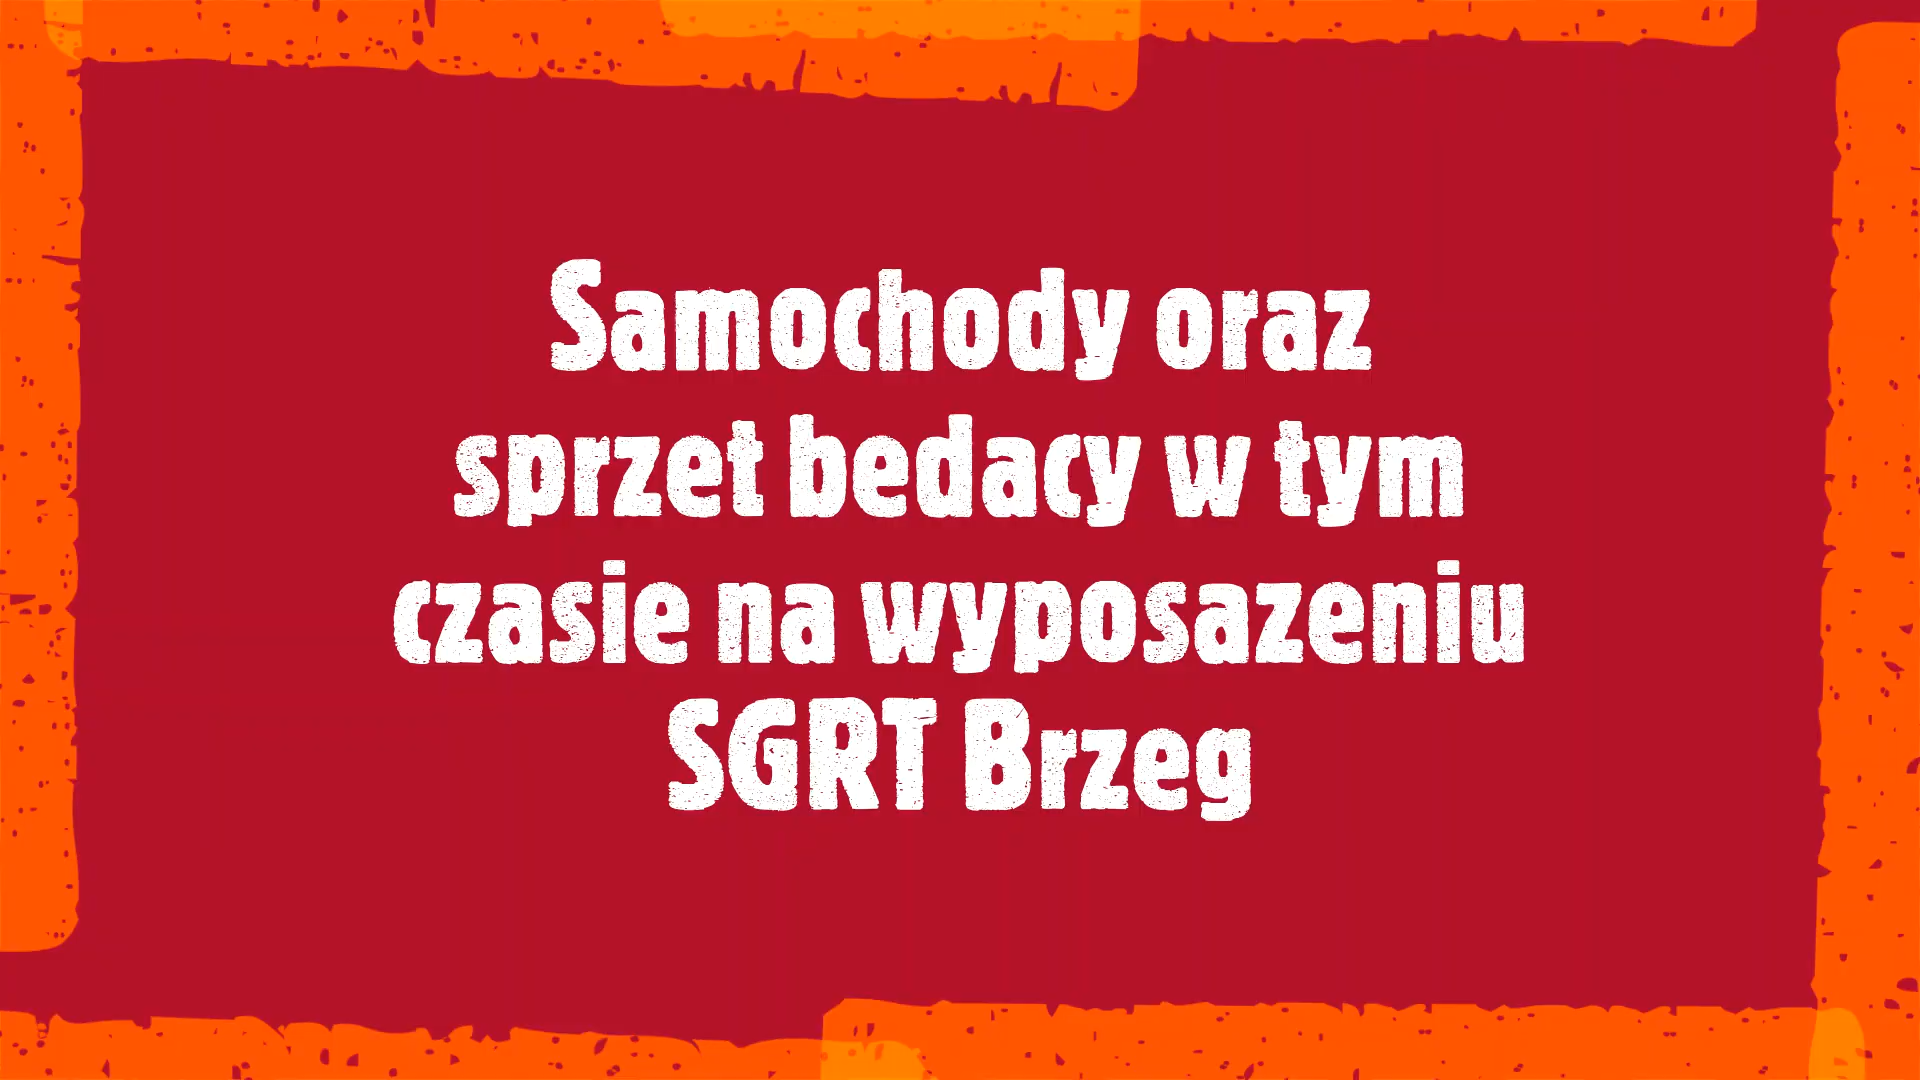 Samochody oraz
sprzet bedacy w tym
czasie na wyposazeniu
SGRT Brzeg